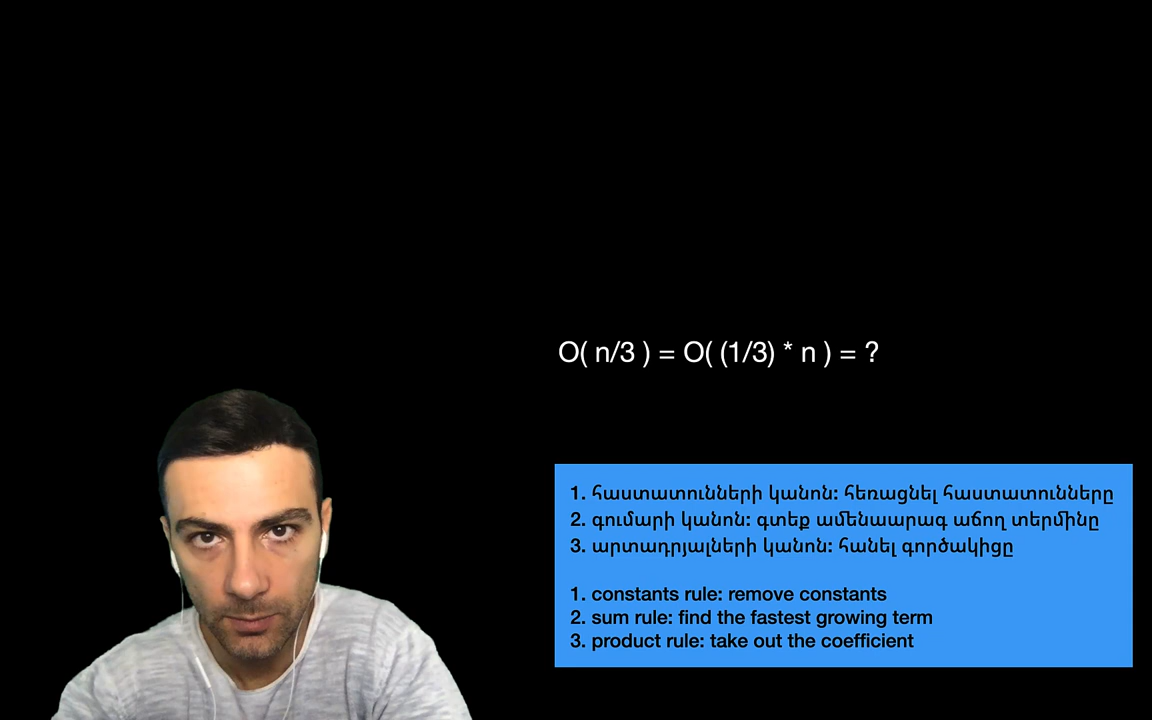 O( n/3 ) = O( (1/3) * n ) = ?
1. հաստատունների կանոն: հեռացնել հաստատունները
2. գումարի կանոն: գտեք ամենաարագ աճող տերմինը
3. արտադրյալների կանոն: հանել գործակիցը
1. constants rule: remove constants
2. sum rule: find the fastest growing term
3. product rule: take out the coefficient